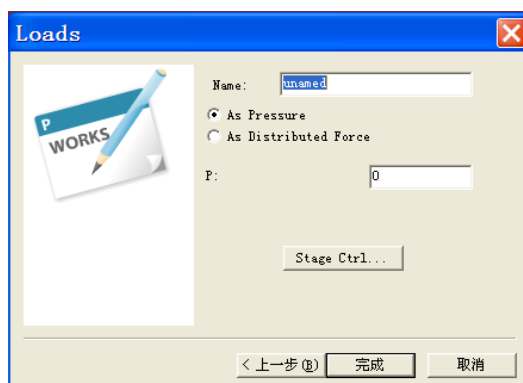 Loads
P
WORKS
Name: unamed
As Pressure
As Distributed Force
P: 0
Stage Ctrl...
< 上一步(B) 完成 取消